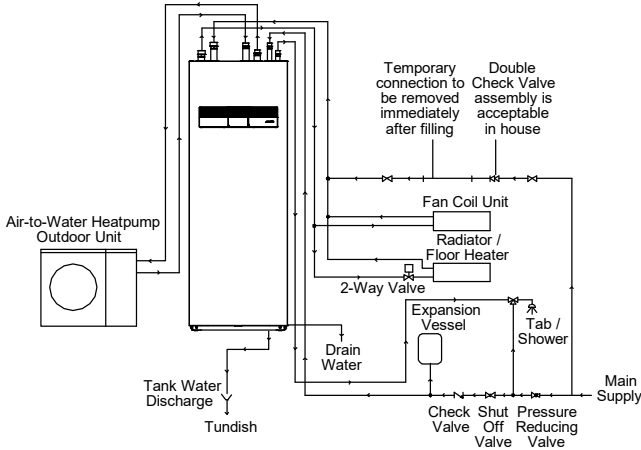 Temporary
connection to
be removed
immediately
after filling
Double
Check Valve
assembly is
acceptable
in house
Fan Coil Unit
Radiator /
Floor Heater
2-Way Valve
Air-to-Water Heatpump
Outdoor Unit
Expansion
Vessel
Tab /
Shower
Drain
Water
Tank Water
Discharge
Tundish
Main
Supply
Check
Valve
Shut
Off
Valve
Pressure
Reducing
Valve